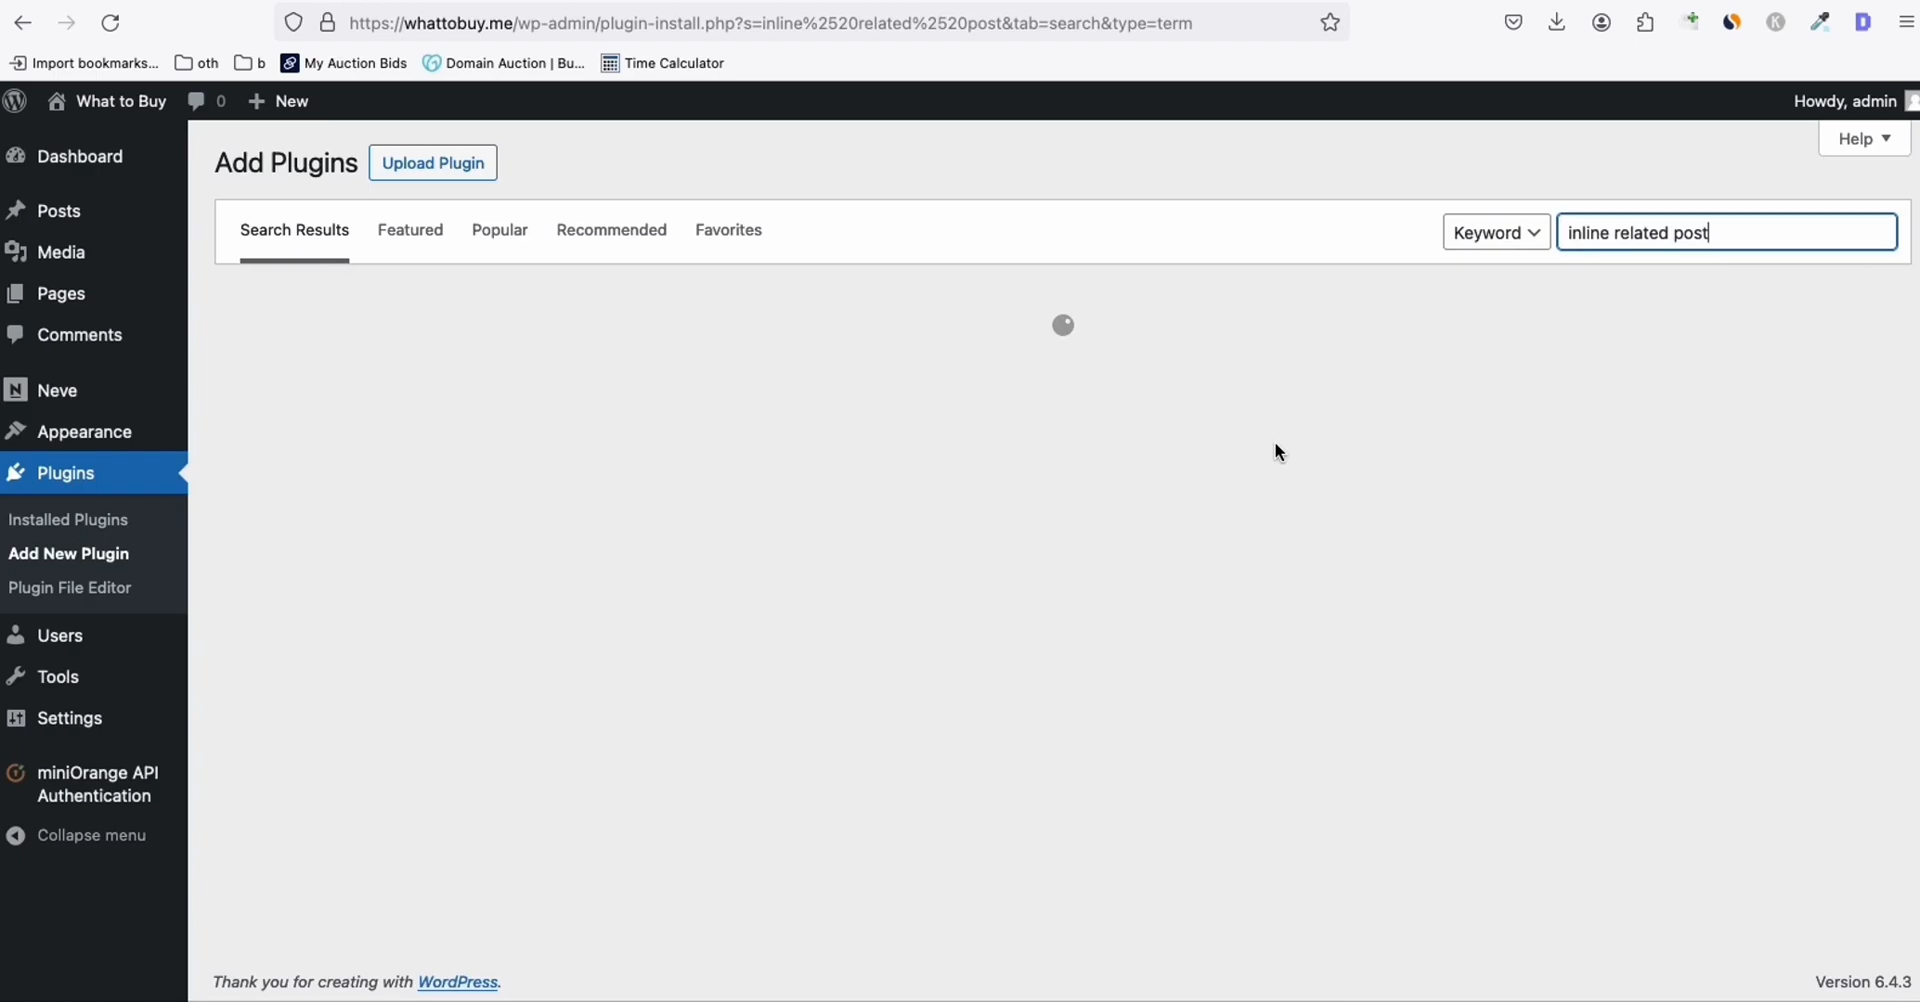 https://whattobuy.me/wp-admin/plugin-install.php?s=inline%2520related%2520post&tab=search&type=term
Import bookmarks...
oth
b
My Auction Bids
Domain Auction | Bu...
Time Calculator
What to Buy
0
New
Howdy, admin
Help
Dashboard
Posts
Media
Pages
Comments
Neve
Appearance
Plugins
Installed Plugins
Add New Plugin
Plugin File Editor
Users
Tools
Settings
miniOrange API
Authentication
Collapse menu
Add Plugins
Upload Plugin
Search Results
Featured
Popular
Recommended
Favorites
Keyword
inline related post
Thank you for creating with WordPress.
Version 6.4.3